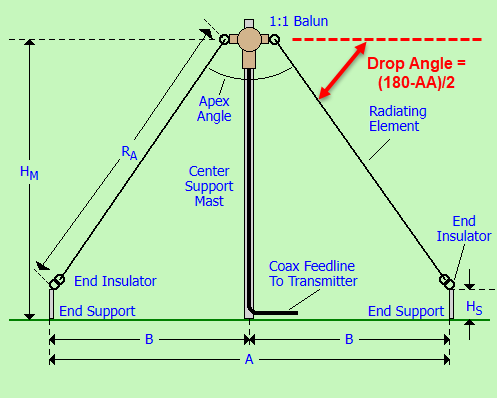 1:1 Balun
Drop Angle =
(180-AA)/2
Apex
Angle
Radiating
Element
RA
HM
Center
Support
Mast
End
Insulator
Coax Feedline
To Transmitter
End Insulator
HS
End Support
End Support
B
B
A